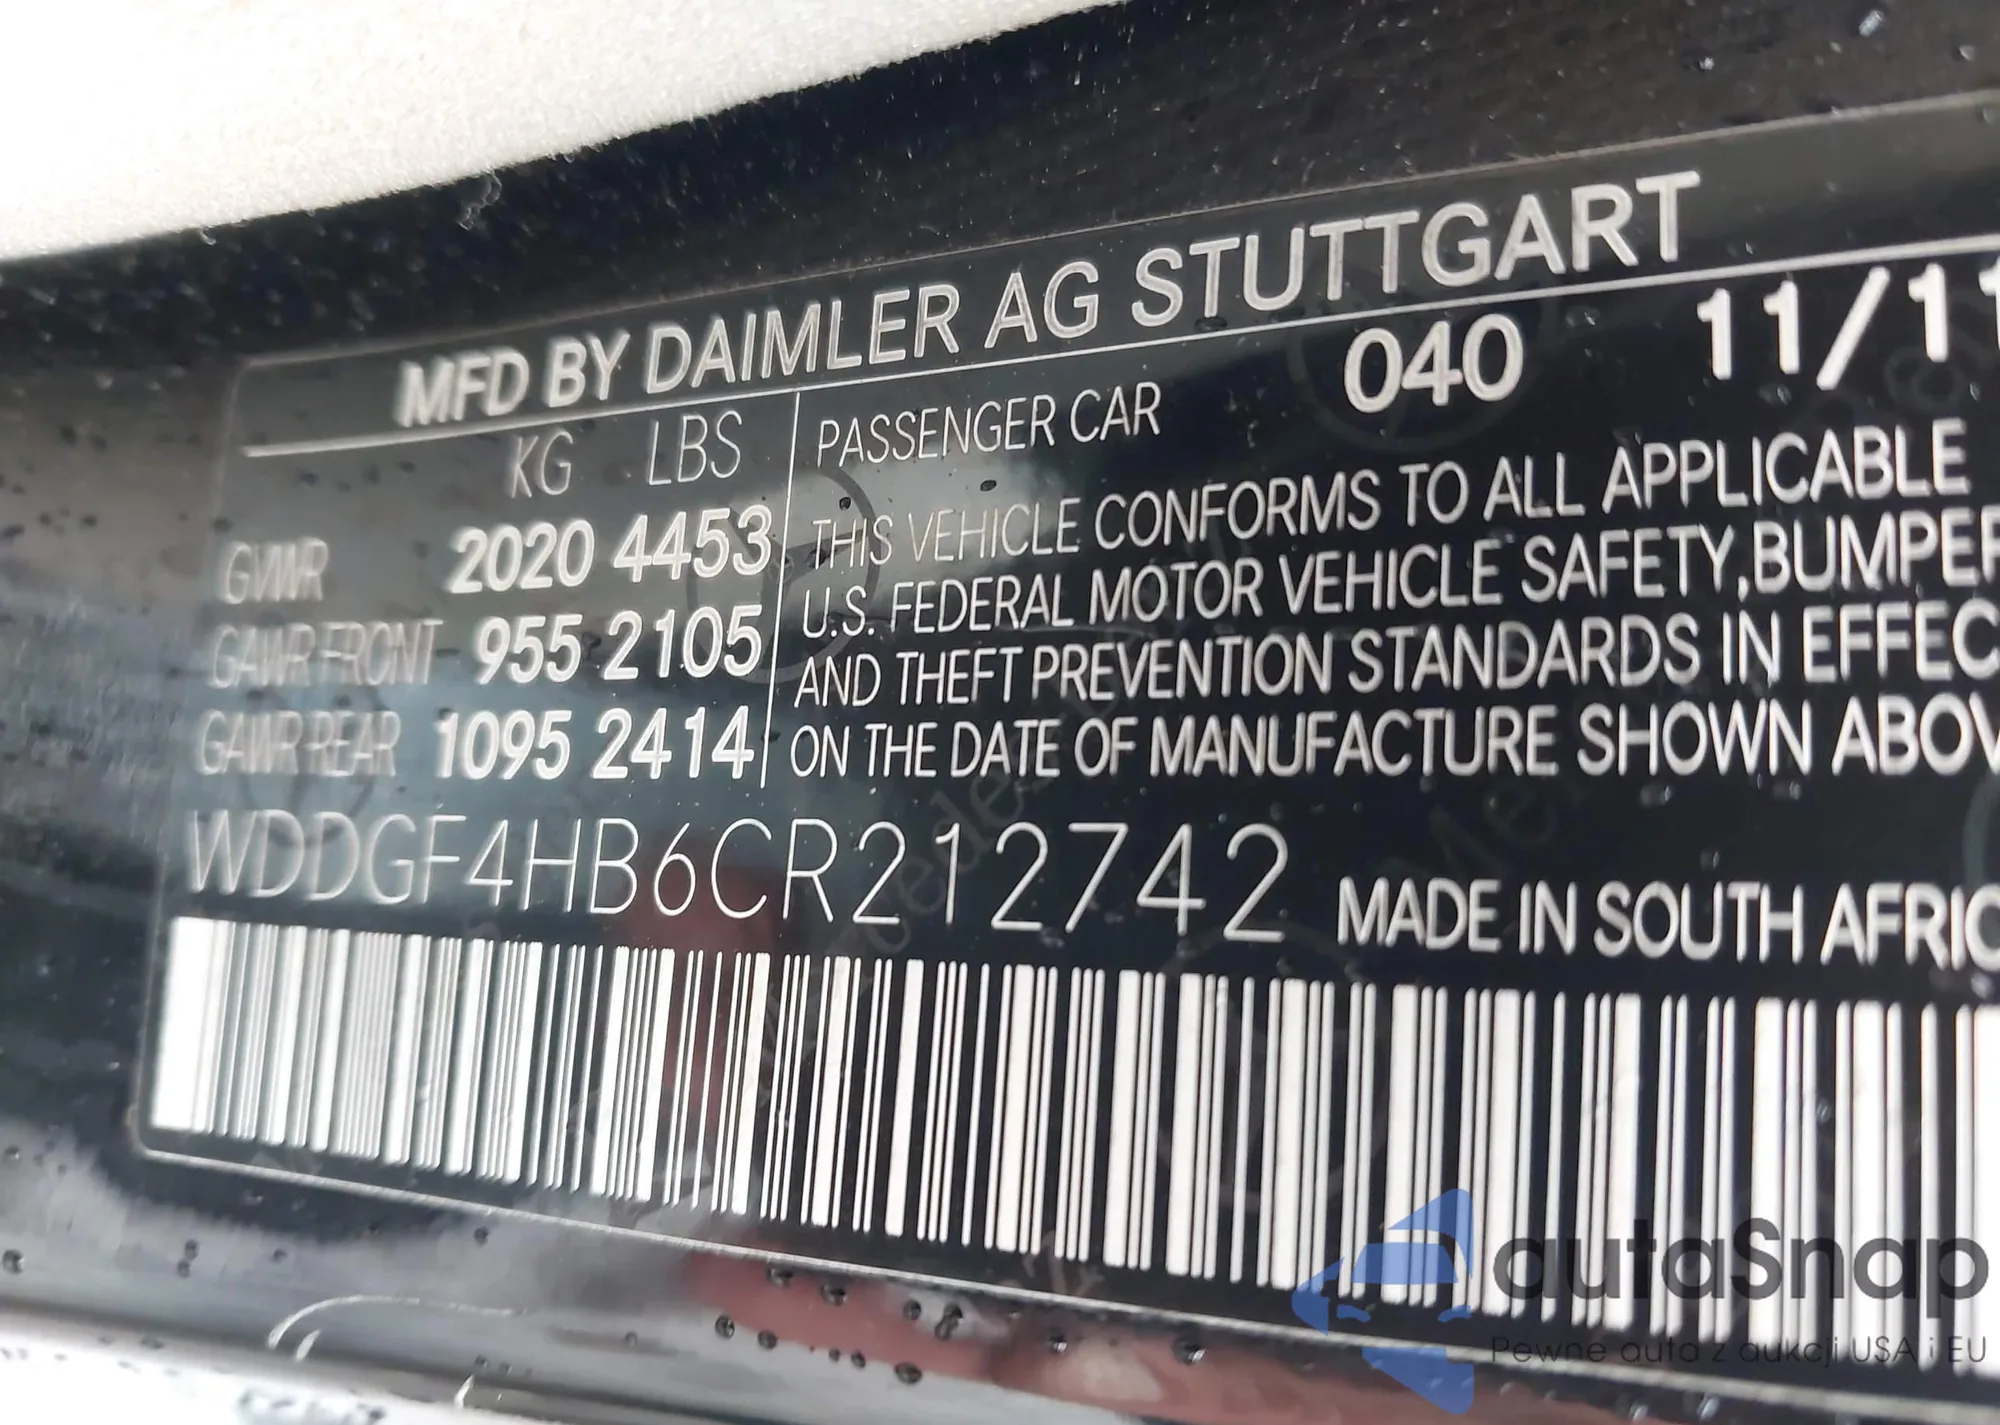 MFD BY DAIMLER AG STUTTGART
KG LBS
GVWR 2020 4453
GAWR FRONT 955 2105
GAWR REAR 1095 2414
PASSENGER CAR 040 11/11
THIS VEHICLE CONFORMS TO ALL APPLICABLE
U.S. FEDERAL MOTOR VEHICLE SAFETY,BUMPER
AND THEFT PREVENTION STANDARDS IN EFFEC
ON THE DATE OF MANUFACTURE SHOWN ABOV
WDDGF4HB6CR212742
MADE IN SOUTH AFRIC
autaSnap
Pewne auta z aukcji USA i EU